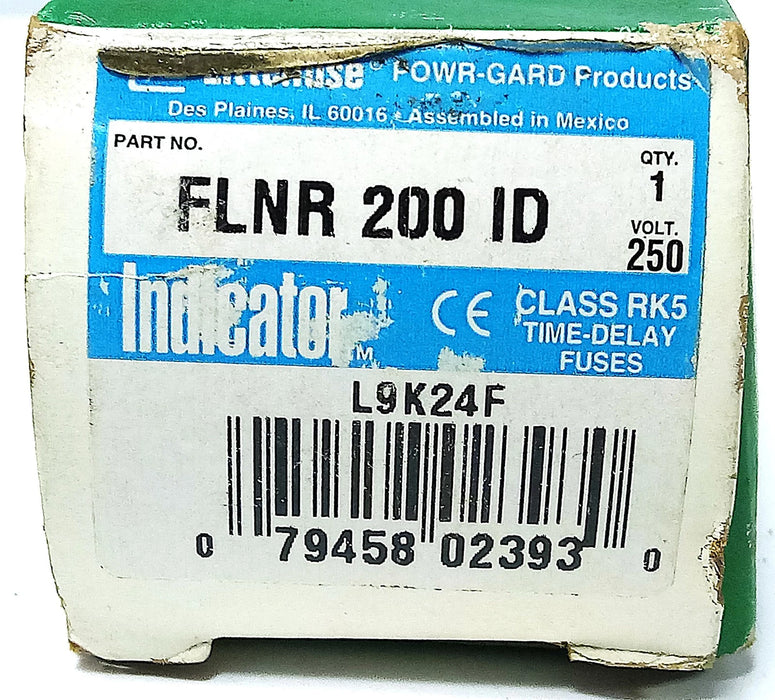 Littelfuse® POWR-GARD Products
Des Plaines, IL 60016 • Assembled in Mexico
PART NO.
QTY.
1
FLNR 200 ID
VOLT.
250
Indicator TM
CE
CLASS RK5
TIME-DELAY
FUSES
L9K24F
0 79458 02393 0